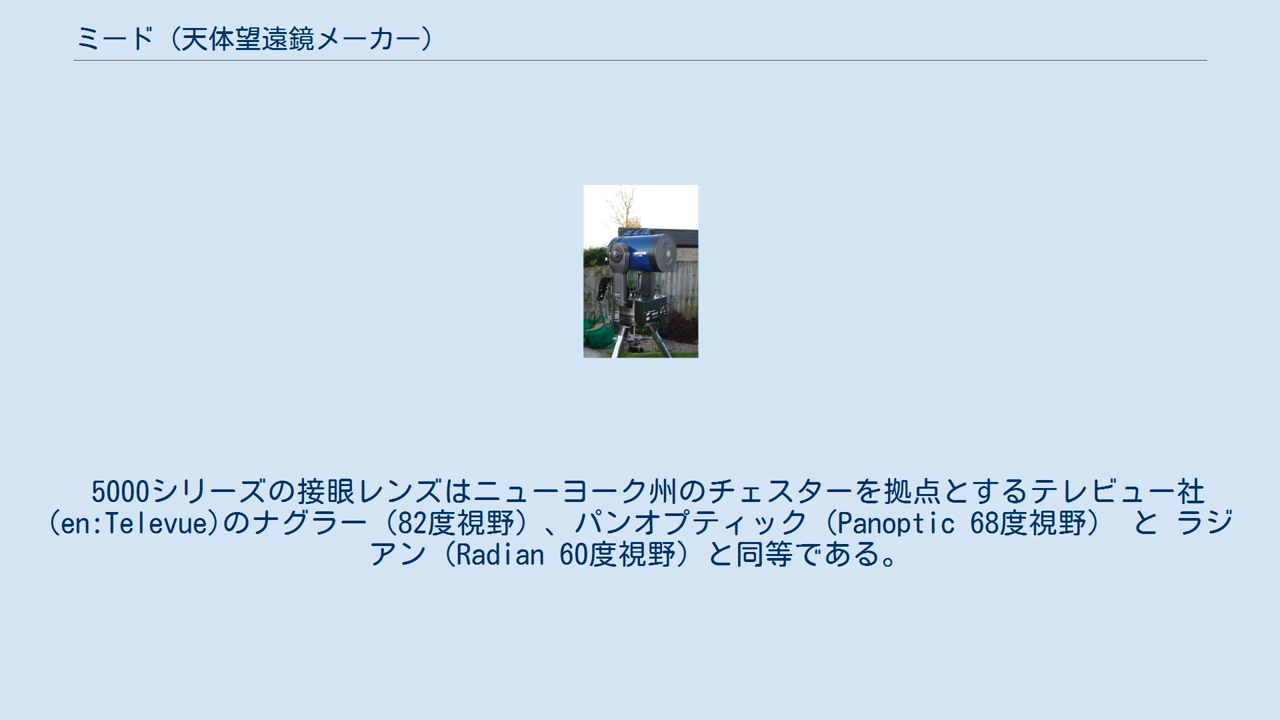 ミード（天体望遠鏡メーカー）
5000シリーズの接眼レンズはニューヨーク州のチェスターを拠点とするテレビュー社
(en:Televue)のナグラー（82度視野）、パンオプティック（Panoptic 68度視野） と ラジ
アン（Radian 60度視野）と同等である。